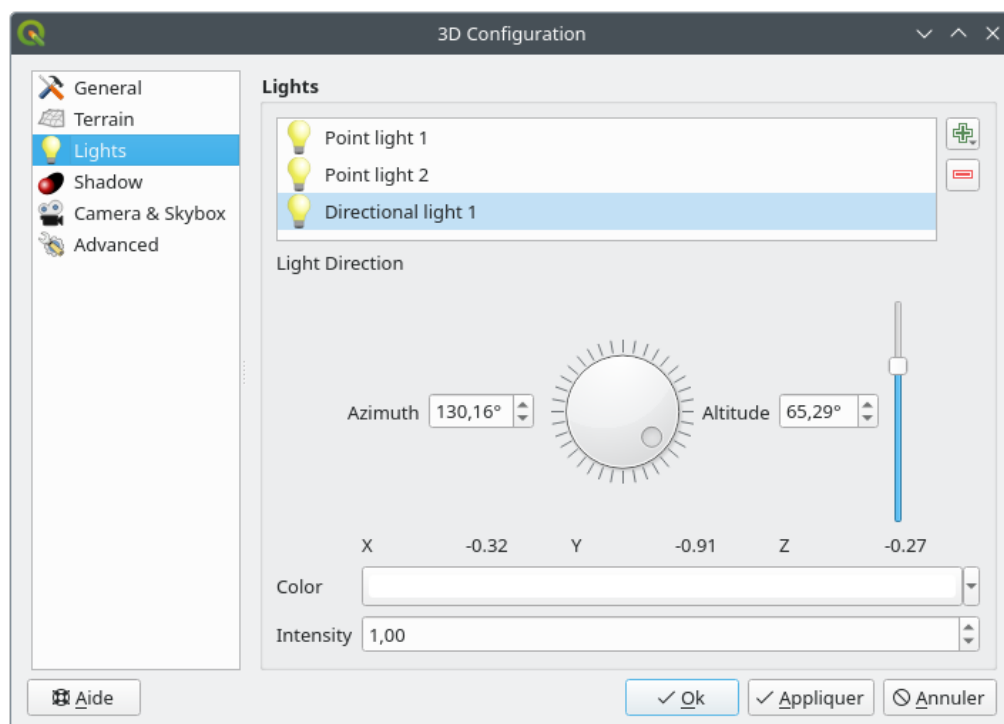 3D Configuration
General
Terrain
Lights
Shadow
Camera & Skybox
Advanced
Lights
Point light 1
Point light 2
Directional light 1
Light Direction
Azimuth 130,16° Altitude 65,29°
X -0.32 Y -0.91 Z -0.27
Color
Intensity 1,00
Aide Ok Appliquer Annuler